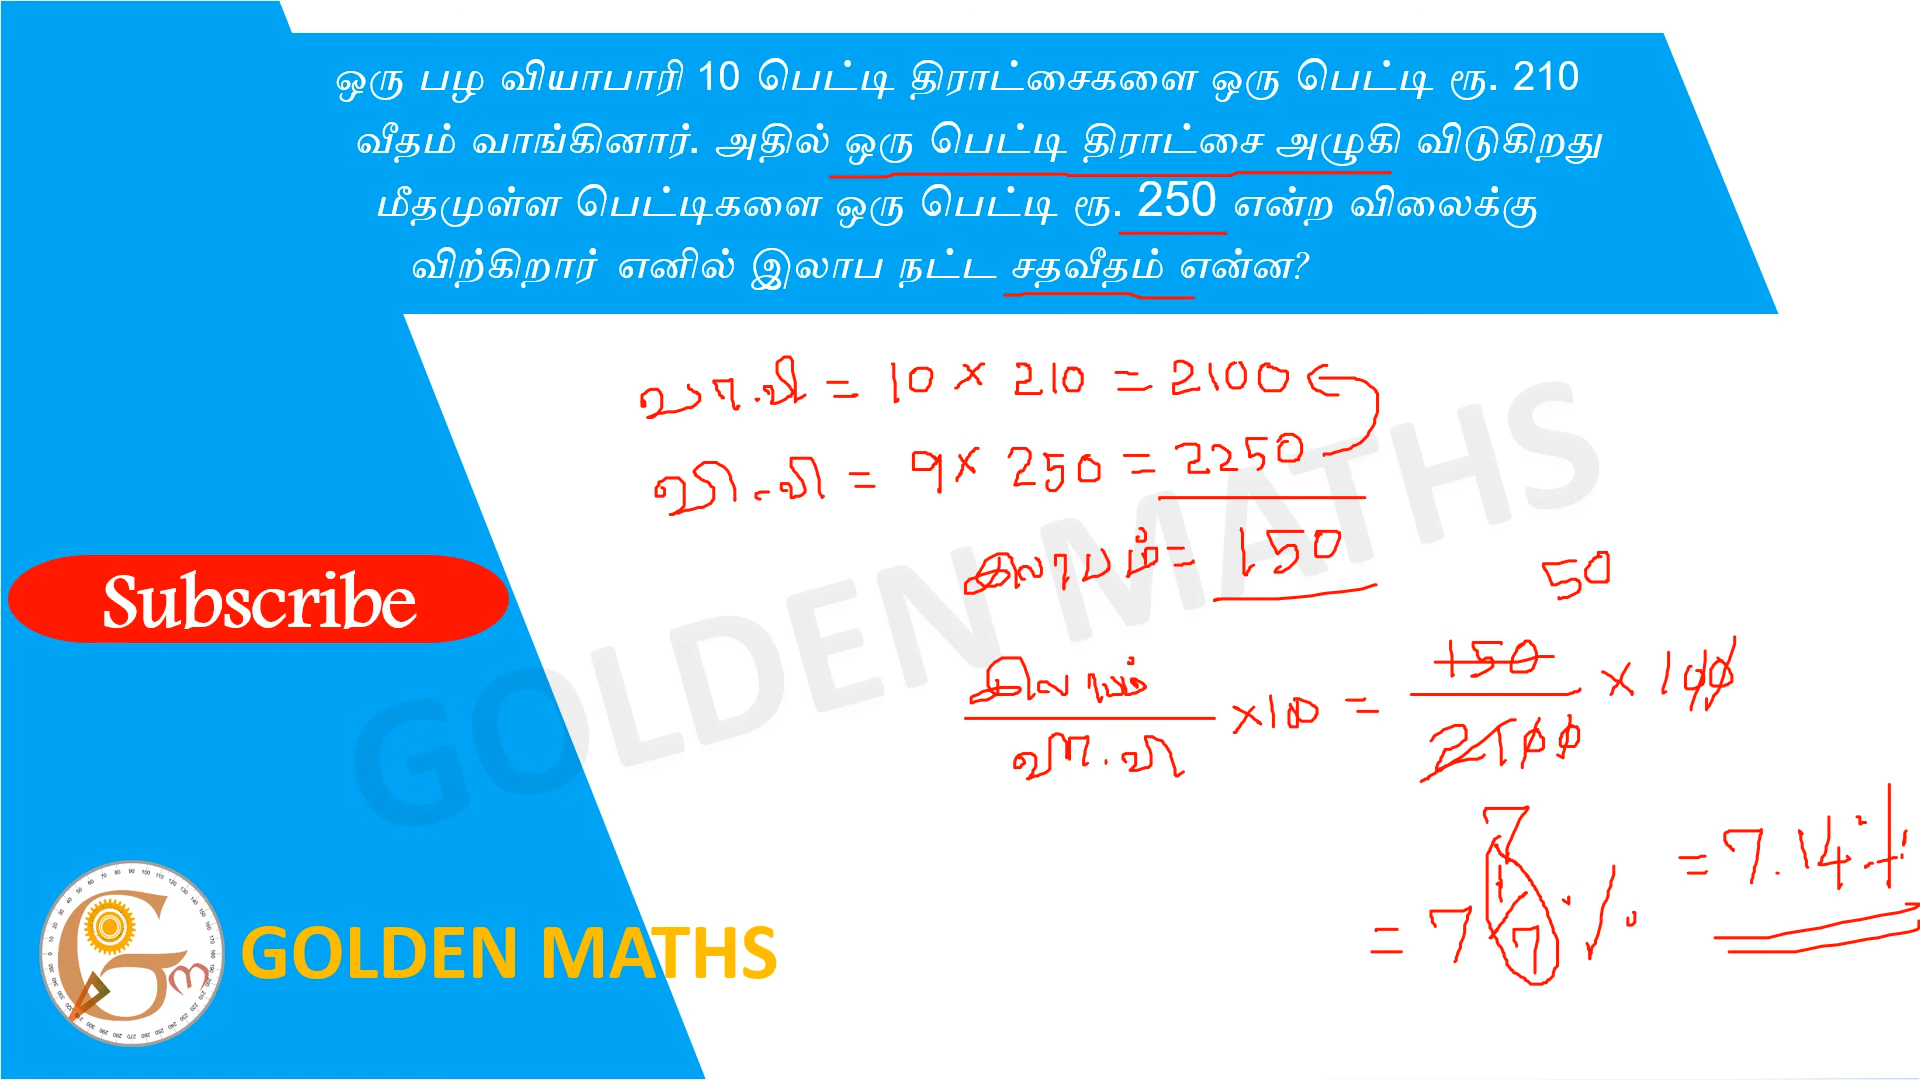 ஒரு பழ வியாபாரி 10 பெட்டி திராட்சைகளை ஒரு பெட்டி ரூ. 210
வீதம் வாங்கினார். அதில் ஒரு பெட்டி திராட்சை அழுகி விடுகிறது
மீதமுள்ள பெட்டிகளை ஒரு பெட்டி ரூ. 250 என்ற விலைக்கு
விற்கிறார் எனில் இலாப நட்ட சதவீதம் என்ன?
வா.வி = 10 × 210 = 2100
வி.வி = 9 × 250 = 2250
இலாபம் = 150
50
இலாபம் / வா.வி × 100 = 150 / 2100 × 100
7
= 7 1/7 % = 7.14%
Subscribe
GOLDEN MATHS
GOLDEN MATHS